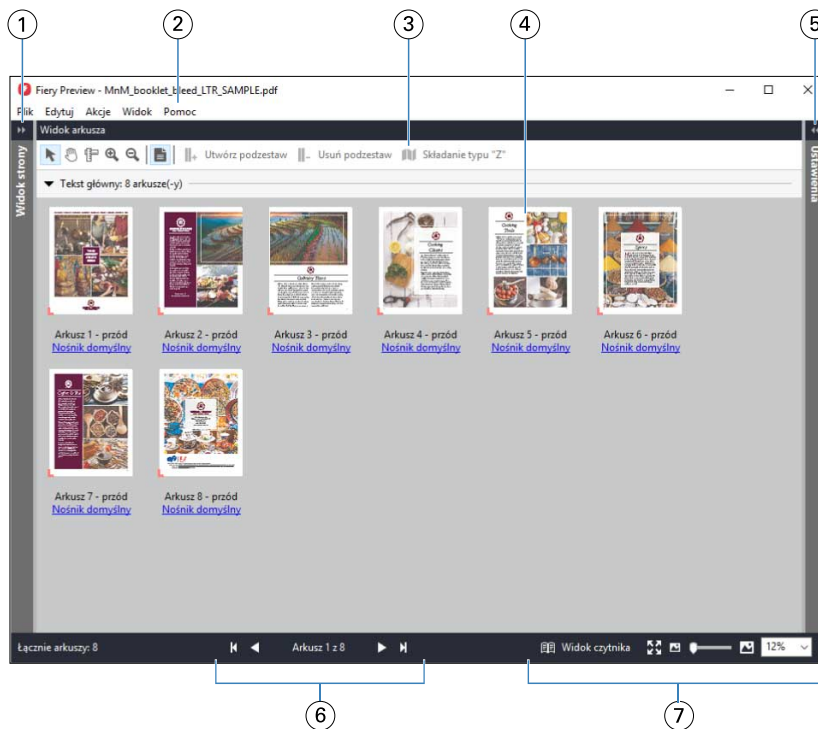 1
2
3
4
5
Fiery Preview - MnM_booklet_bleed_LTR_SAMPLE.pdf
Plik Edytuj Akcje Widok Pomoc
Widok arkusza
Widok strony
Ustawienia
Utwórz podzestaw Usuń podzestaw Składanie typu "Z"
Tekst główny: 8 arkusze(-y)
Arkusz 1 - przód Arkusz 2 - przód Arkusz 3 - przód Arkusz 4 - przód Arkusz 5 - przód Arkusz 6 - przód
Nośnik domyślny Nośnik domyślny Nośnik domyślny Nośnik domyślny Nośnik domyślny Nośnik domyślny
Arkusz 7 - przód Arkusz 8 - przód
Nośnik domyślny Nośnik domyślny
Łącznie arkuszy: 8 Arkusz 1 z 8 Widok czytnika 12%
6
7